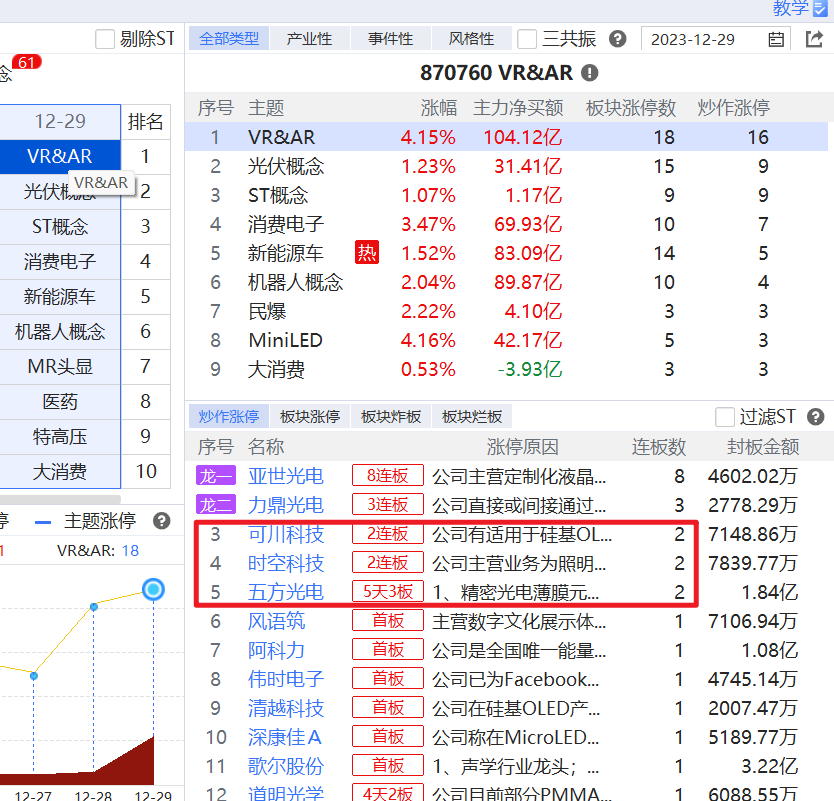 教学
剔除ST
全部类型 产业性 事件性 风格性 三共振 ? 2023-12-29
念 61
870760 VR&AR !
12-29 排名
VR&AR 1
光伏概念 2
VR&AR
ST概念 3
消费电子 4
新能源车 5
机器人概念 6
MR头显 7
医药 8
特高压 9
大消费 10
序号 主题 涨幅 主力净买额 板块涨停数 炒作涨停
1 VR&AR 4.15% 104.12亿 18 16
2 光伏概念 1.23% 31.41亿 15 9
3 ST概念 1.07% 1.17亿 9 9
4 消费电子 3.47% 69.93亿 10 7
5 新能源车 热 1.52% 83.09亿 14 5
6 机器人概念 2.04% 89.87亿 10 4
7 民爆 2.22% 4.10亿 3 3
8 MiniLED 4.16% 42.17亿 5 3
9 大消费 0.53% -3.93亿 3 3
炒作涨停 板块涨停 板块炸板 板块烂板 过滤ST ?
序号 名称 涨停原因 连板数 封板金额
龙一 亚世光电 8连板 公司主营定制化液晶... 8 4602.02万
龙二 力鼎光电 3连板 公司直接或间接通过... 3 2778.29万
3 可川科技 2连板 公司有适用于硅基OL... 2 7148.86万
4 时空科技 2连板 公司主营业务为照明... 2 7839.77万
5 五方光电 5天3板 1、精密光电薄膜元... 2 1.84亿
6 风语筑 首板 主营数字文化展示体... 1 7106.94万
7 阿科力 首板 公司是全国唯一能量... 1 1.08亿
8 伟时电子 首板 公司已为Facebook... 1 4745.14万
9 清越科技 首板 公司在硅基OLED产... 1 2007.47万
10 深康佳A 首板 公司称在MicroLED... 1 5189.77万
11 歌尔股份 首板 1、声学行业龙头；... 1 3.22亿
12 道明光学 4天2板 公司目前部分PMMA... 1 6088.55万
停 主题涨停 ?
1 VR&AR: 18
12-27 12-28 12-29